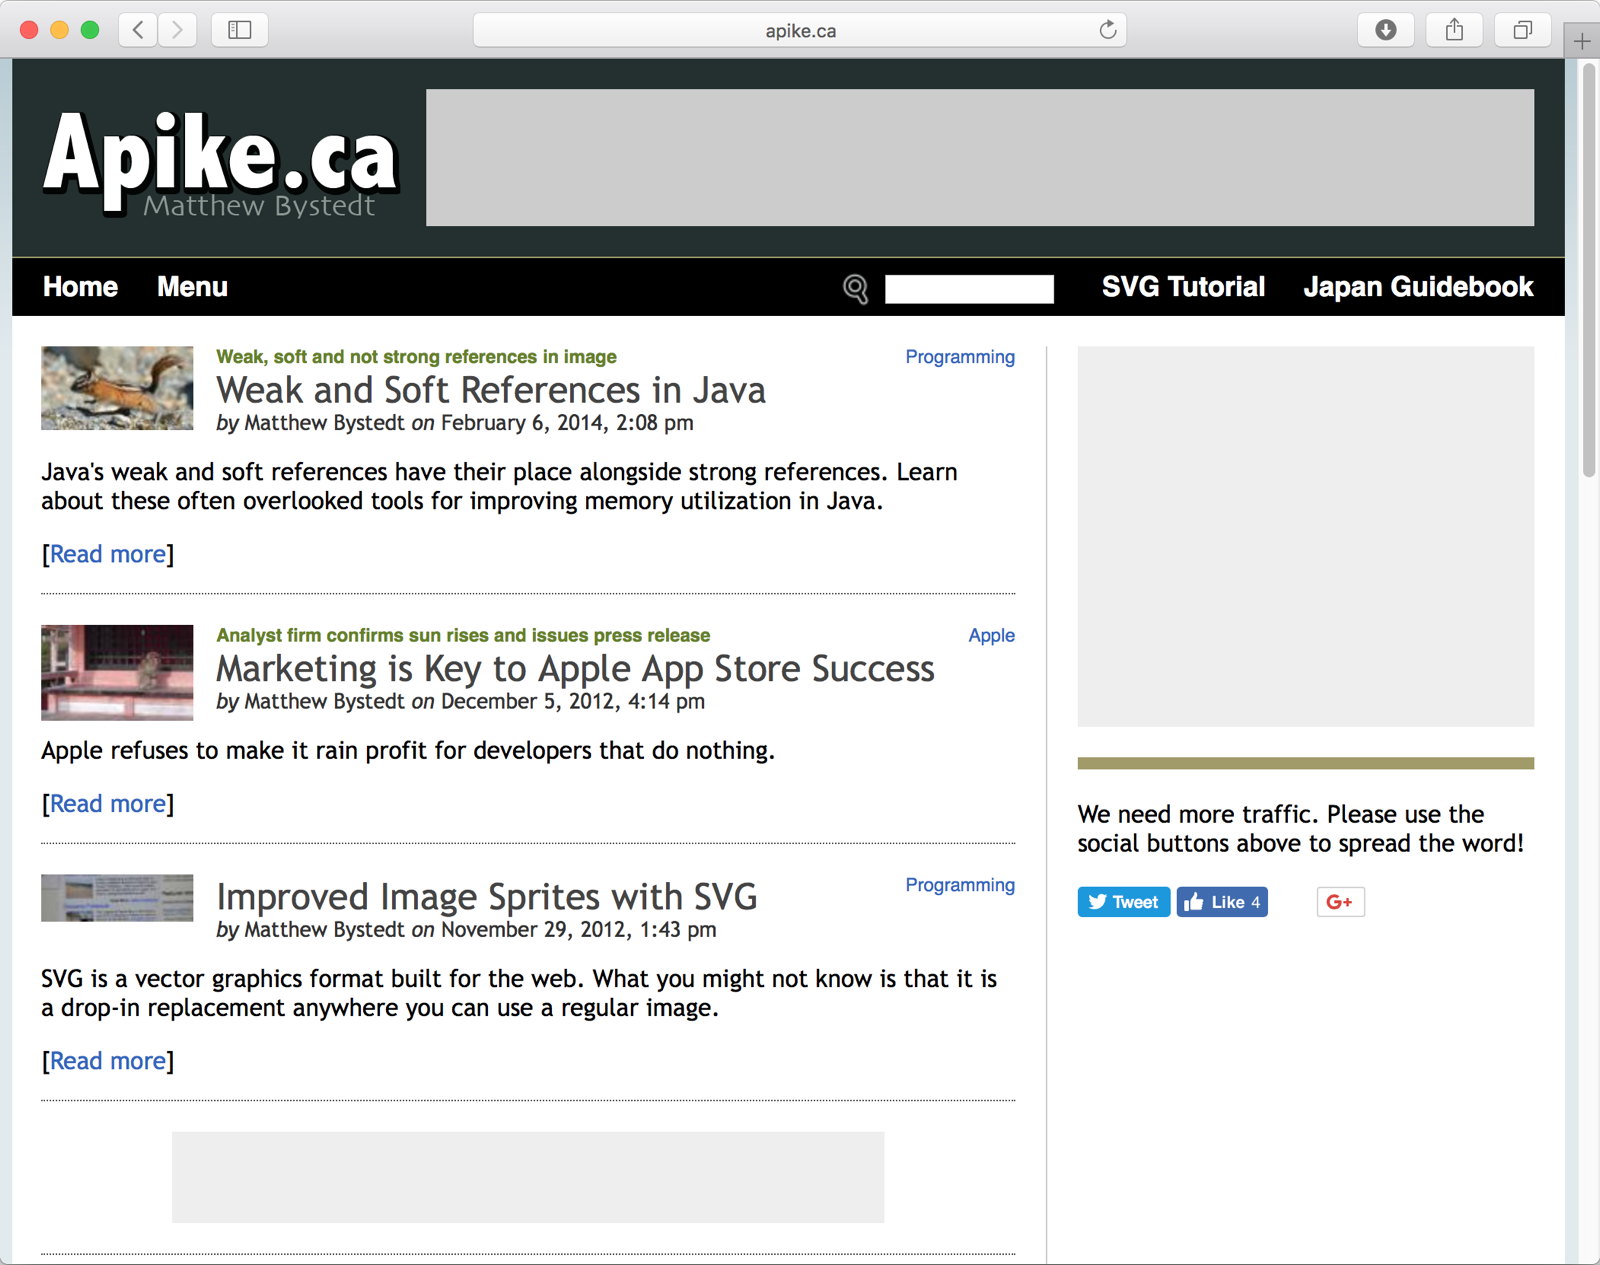 apike.ca
Apike.ca
Matthew Bystedt
Home Menu SVG Tutorial Japan Guidebook
Weak, soft and not strong references in image Programming
Weak and Soft References in Java
by Matthew Bystedt on February 6, 2014, 2:08 pm
Java's weak and soft references have their place alongside strong references. Learn
about these often overlooked tools for improving memory utilization in Java.
[Read more]
Analyst firm confirms sun rises and issues press release Apple
Marketing is Key to Apple App Store Success
by Matthew Bystedt on December 5, 2012, 4:14 pm
Apple refuses to make it rain profit for developers that do nothing.
[Read more]
Programming
Improved Image Sprites with SVG
by Matthew Bystedt on November 29, 2012, 1:43 pm
SVG is a vector graphics format built for the web. What you might not know is that it is
a drop-in replacement anywhere you can use a regular image.
[Read more]
We need more traffic. Please use the
social buttons above to spread the word!
Tweet Like 4 G+